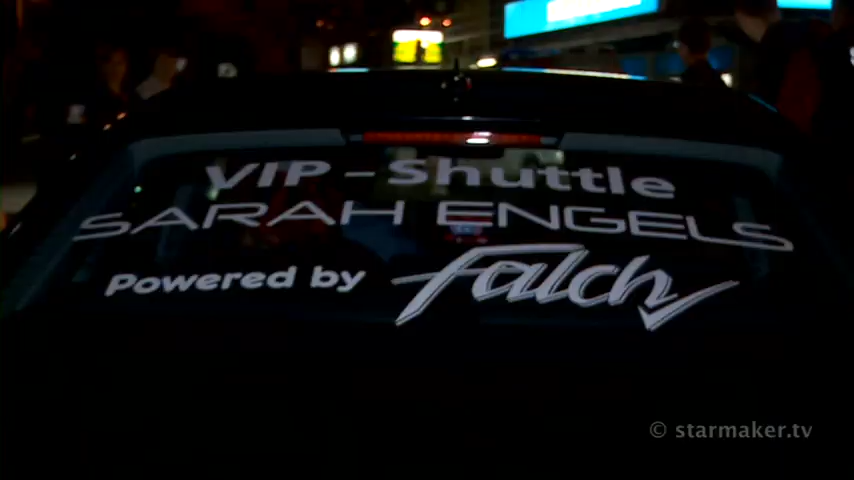 VIP - Shuttle
SARAH ENGELS
Powered by Falch
© starmaker.tv